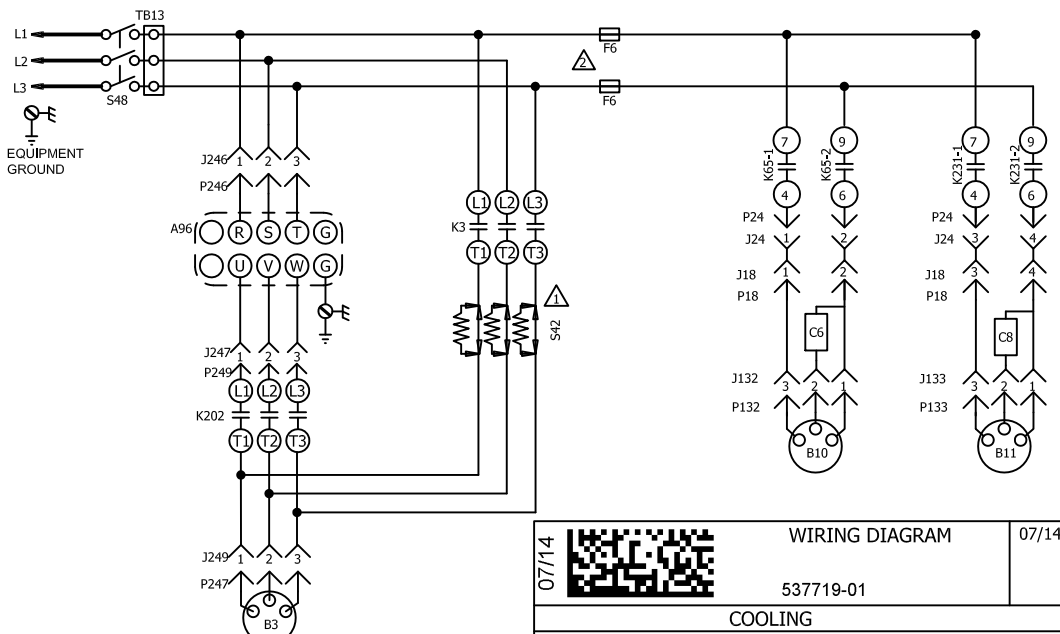 TB13
L1
L2
L3
S48
EQUIPMENT
GROUND
F6
2
F6
J246 1 2 3
P246
A96 R S T G
U V W G
J247 1 2 3
P249
L1 L2 L3
K202
T1 T2 T3
J249 1 2 3
P247
B3
L1 L2 L3
K3
T1 T2 T3
1
S42
7 9
K65-1 K65-2
4 6
P24
J24 1 2
J18 1 2
P18
C6
J132 3 2 1
P132
B10
7 9
K231-1 K231-2
4 6
P24
J24 3 4
J18 3 4
P18
C8
J133 3 2 1
P133
B11
07/14
WIRING DIAGRAM
07/14
537719-01
COOLING